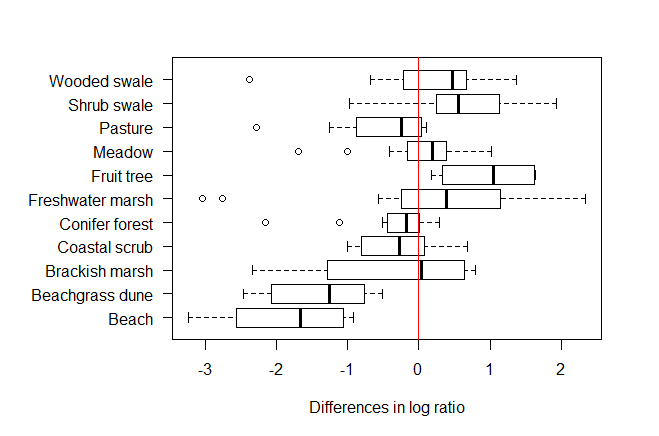 Wooded swale
Shrub swale
Pasture
Meadow
Fruit tree
Freshwater marsh
Conifer forest
Coastal scrub
Brackish marsh
Beachgrass dune
Beach
-3 -2 -1 0 1 2
Differences in log ratio